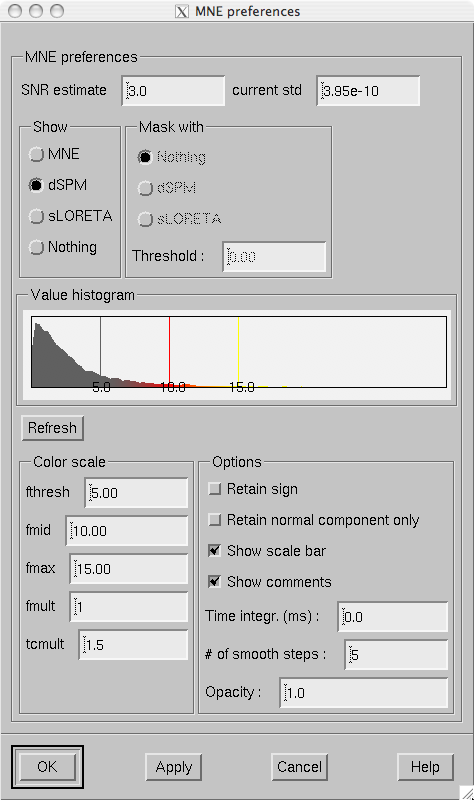 MNE preferences
MNE preferences
SNR estimate 3.0 current std 3.95e-10
Show
MNE
dSPM
sLORETA
Nothing
Mask with
Nothing
dSPM
sLORETA
Threshold : 0.00
Value histogram
5.0 10.0 15.0
Refresh
Color scale
fthresh 5.00
fmid 10.00
fmax 15.00
fmult 1
tcmult 1.5
Options
Retain sign
Retain normal component only
Show scale bar
Show comments
Time integr. (ms) : 0.0
# of smooth steps : 5
Opacity : 1.0
OK Apply Cancel Help